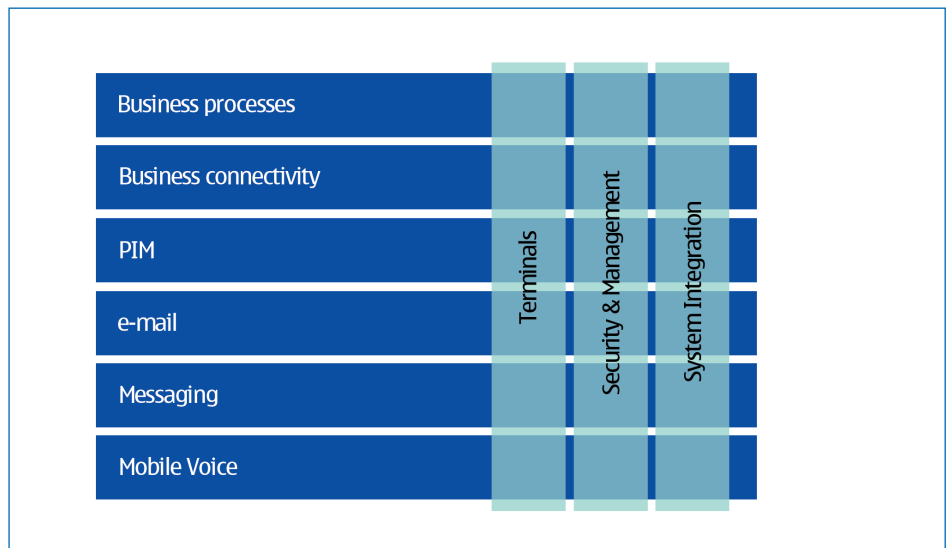 Business processes
Business connectivity
PIM
e-mail
Messaging
Mobile Voice
Terminals
Security & Management
System Integration